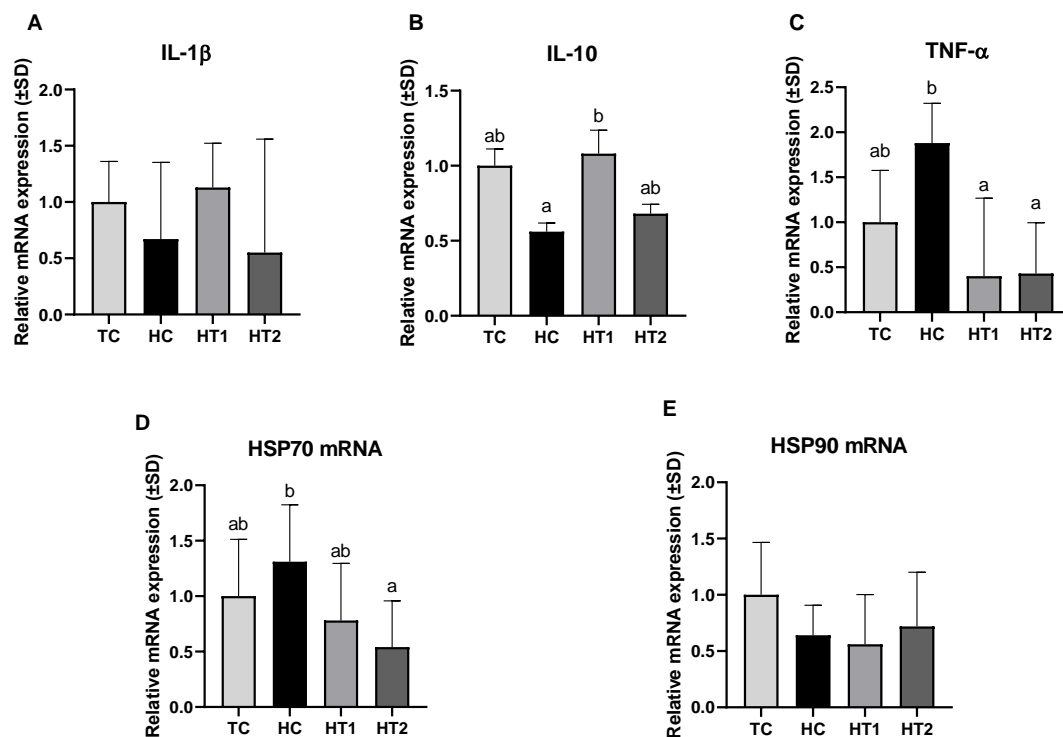 A
IL-1β
Relative mRNA expression (±SD)
2.0
1.5
1.0
0.5
0.0
TC HC HT1 HT2
B
IL-10
Relative mRNA expression (±SD)
1.5
1.0
0.5
0.0
ab a b ab
TC HC HT1 HT2
C
TNF-α
Relative mRNA expression (±SD)
2.5
2.0
1.5
1.0
0.5
0.0
ab b a a
TC HC HT1 HT2
D
HSP70 mRNA
Relative mRNA expression (±SD)
2.0
1.5
1.0
0.5
0.0
ab b ab a
TC HC HT1 HT2
E
HSP90 mRNA
Relative mRNA expression (±SD)
2.0
1.5
1.0
0.5
0.0
TC HC HT1 HT2